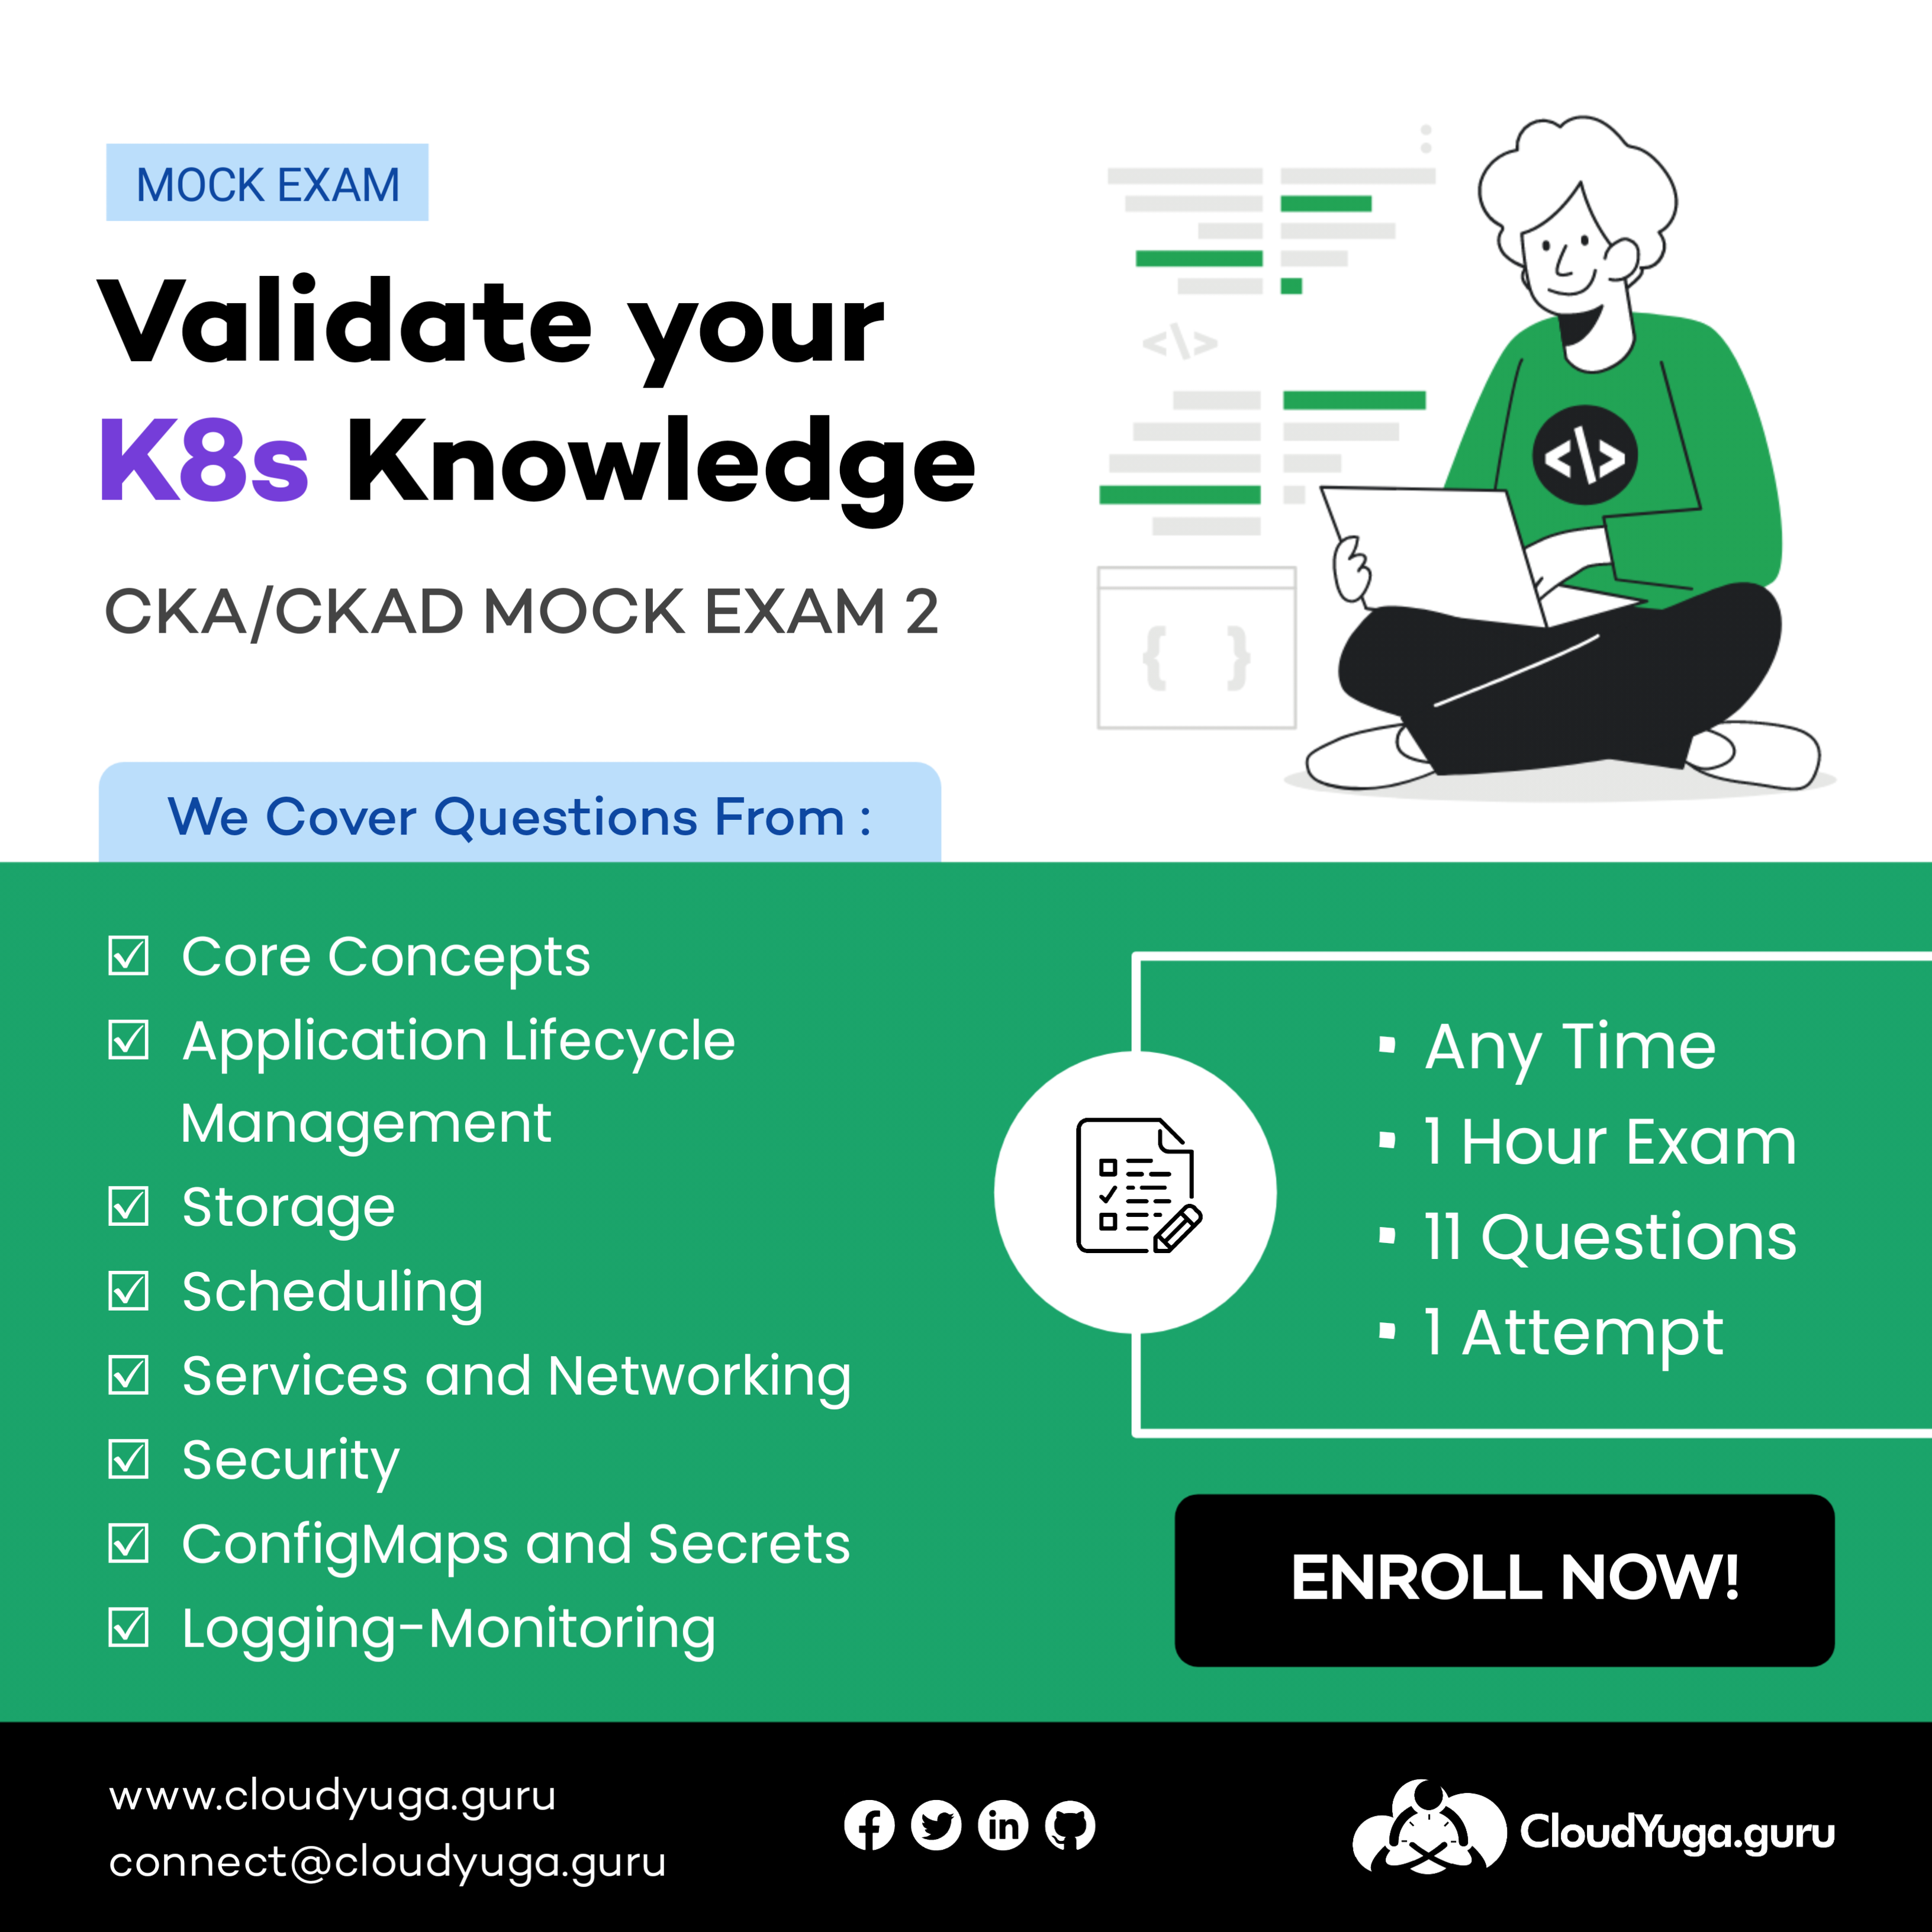 MOCK EXAM
Validate your
K8s Knowledge
CKA/CKAD MOCK EXAM 2
</>
{ }
</>
We Cover Questions From :
Core Concepts
Application Lifecycle
Management
Storage
Scheduling
Services and Networking
Security
ConfigMaps and Secrets
Logging-Monitoring
Any Time
1 Hour Exam
11 Questions
1 Attempt
ENROLL NOW!
www.cloudyuga.guru
connect@cloudyuga.guru
in
CloudYuga.guru